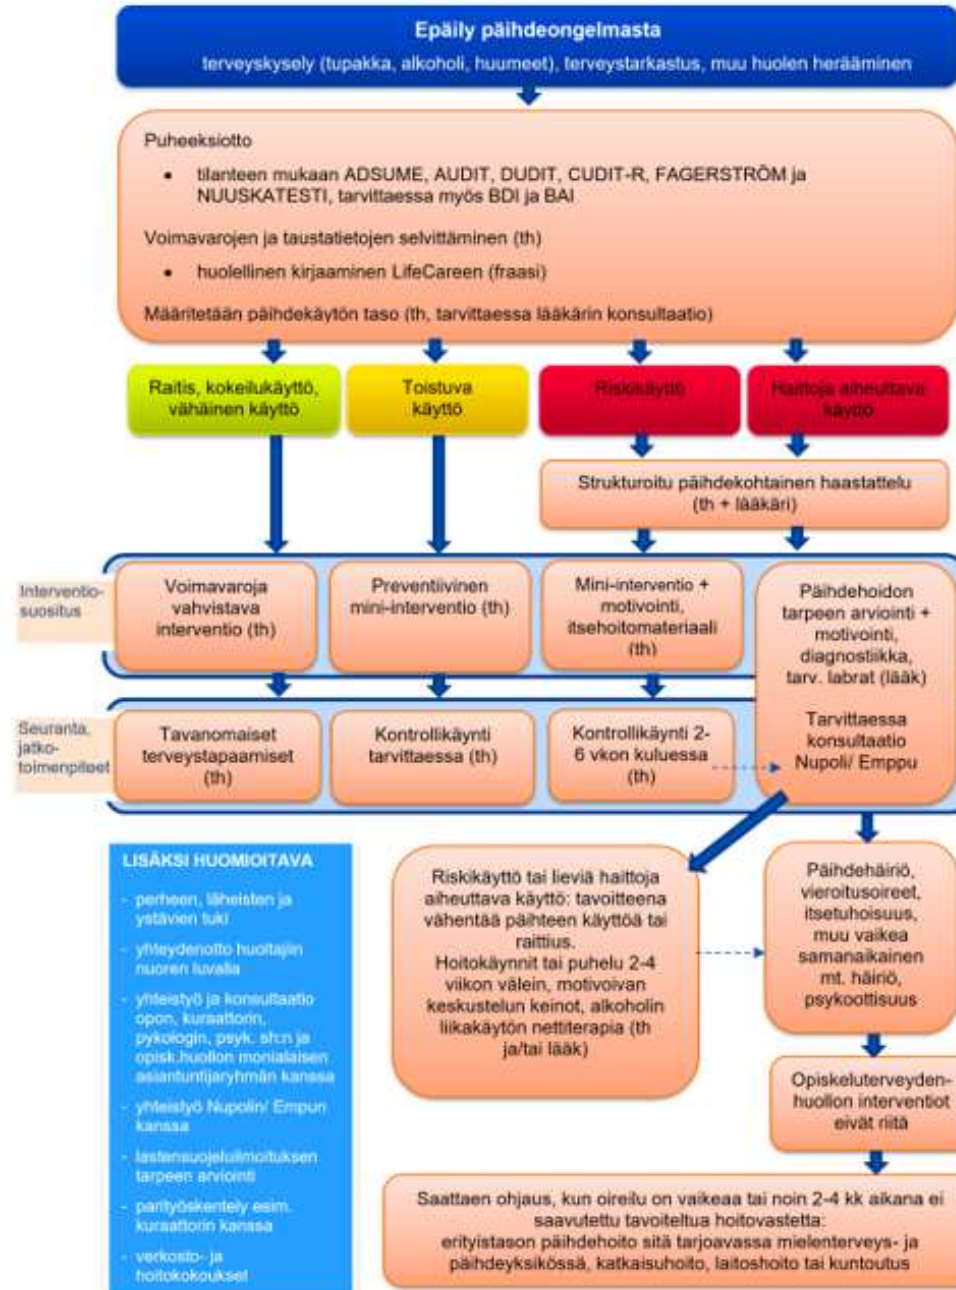 Epäily päihdeongelmasta
terveyskysely (tupakka, alkoholi, huumeet), terveystarkastus, muu huolen herääminen
Puheeksiotto
• tilanteen mukaan ADSUME, AUDIT, DUDIT, CUDIT-R, FAGERSTRÖM ja
NUUSKATESTI, tarvittaessa myös BDI ja BAI
Voimavarojen ja taustatietojen selvittäminen (th)
• huolellinen kirjaaminen LifeCareen (fraasi)
Määritetään päihdekäytön taso (th, tarvittaessa lääkärin konsultaatio)
Raitis, kokeilukäyttö,
vähäinen käyttö
Toistuva
käyttö
Riskikäyttö
Haittoja aiheuttava
käyttö
Strukturoitu päihdekohtainen haastattelu
(th + lääkäri)
Interventio-
suositus
Voimavaroja
vahvistava
interventio (th)
Preventiivinen
mini-interventio (th)
Mini-interventio +
motivointi,
itsehoitomateriaali
(th)
Päihdehoidon
tarpeen arviointi +
motivointi,
diagnostiikka,
tarv. labrat (lääk)
Tarvittaessa
konsultaatio
Nupoli/ Emppu
Seuranta,
jatko-
toimenpiteet
Tavanomaiset
terveystapaamiset
(th)
Kontrollikäynti
tarvittaessa (th)
Kontrollikäynti 2-
6 vkon kuluessa
(th)
LISÄKSI HUOMIOITAVA
- perheen, läheisten ja
ystävien tuki
- yhteydenotto huoltajiin
nuoren luvalla
- yhteistyö ja konsultaatio
opon, kuraattorin,
pykologin, psyk. sh:n ja
opisk.huollon monialaisen
asiantuntijaryhmän kanssa
- yhteistyö Nupolin/ Empun
kanssa
- lastensuojeluilmoituksen
tarpeen arviointi
- parityöskentely esim.
kuraattorin kanssa
- verkosto- ja
hoitokokoukset
Riskikäyttö tai lieviä haittoja
aiheuttava käyttö: tavoitteena
vähentää päihteen käyttöä tai
raittius.
Hoitokäynnit tai puhelu 2-4
viikon välein, motivoivan
keskustelun keinot, alkoholin
liikakäytön nettiterapia (th
ja/tai lääk)
Päihdehäiriö,
vieroitusoireet,
itsetuhoisuus,
muu vaikea
samanaikainen
mt. häiriö,
psykoottisuus
Opiskeluterveyden-
huollon interventiot
eivät riitä
Saattaen ohjaus, kun oireilu on vaikeaa tai noin 2-4 kk aikana ei
saavutettu tavoiteltua hoitovastetta:
erityistason päihdehoito sitä tarjoavassa mielenterveys- ja
päihdeyksikössä, katkaisuhoito, laitoshoito tai kuntoutus